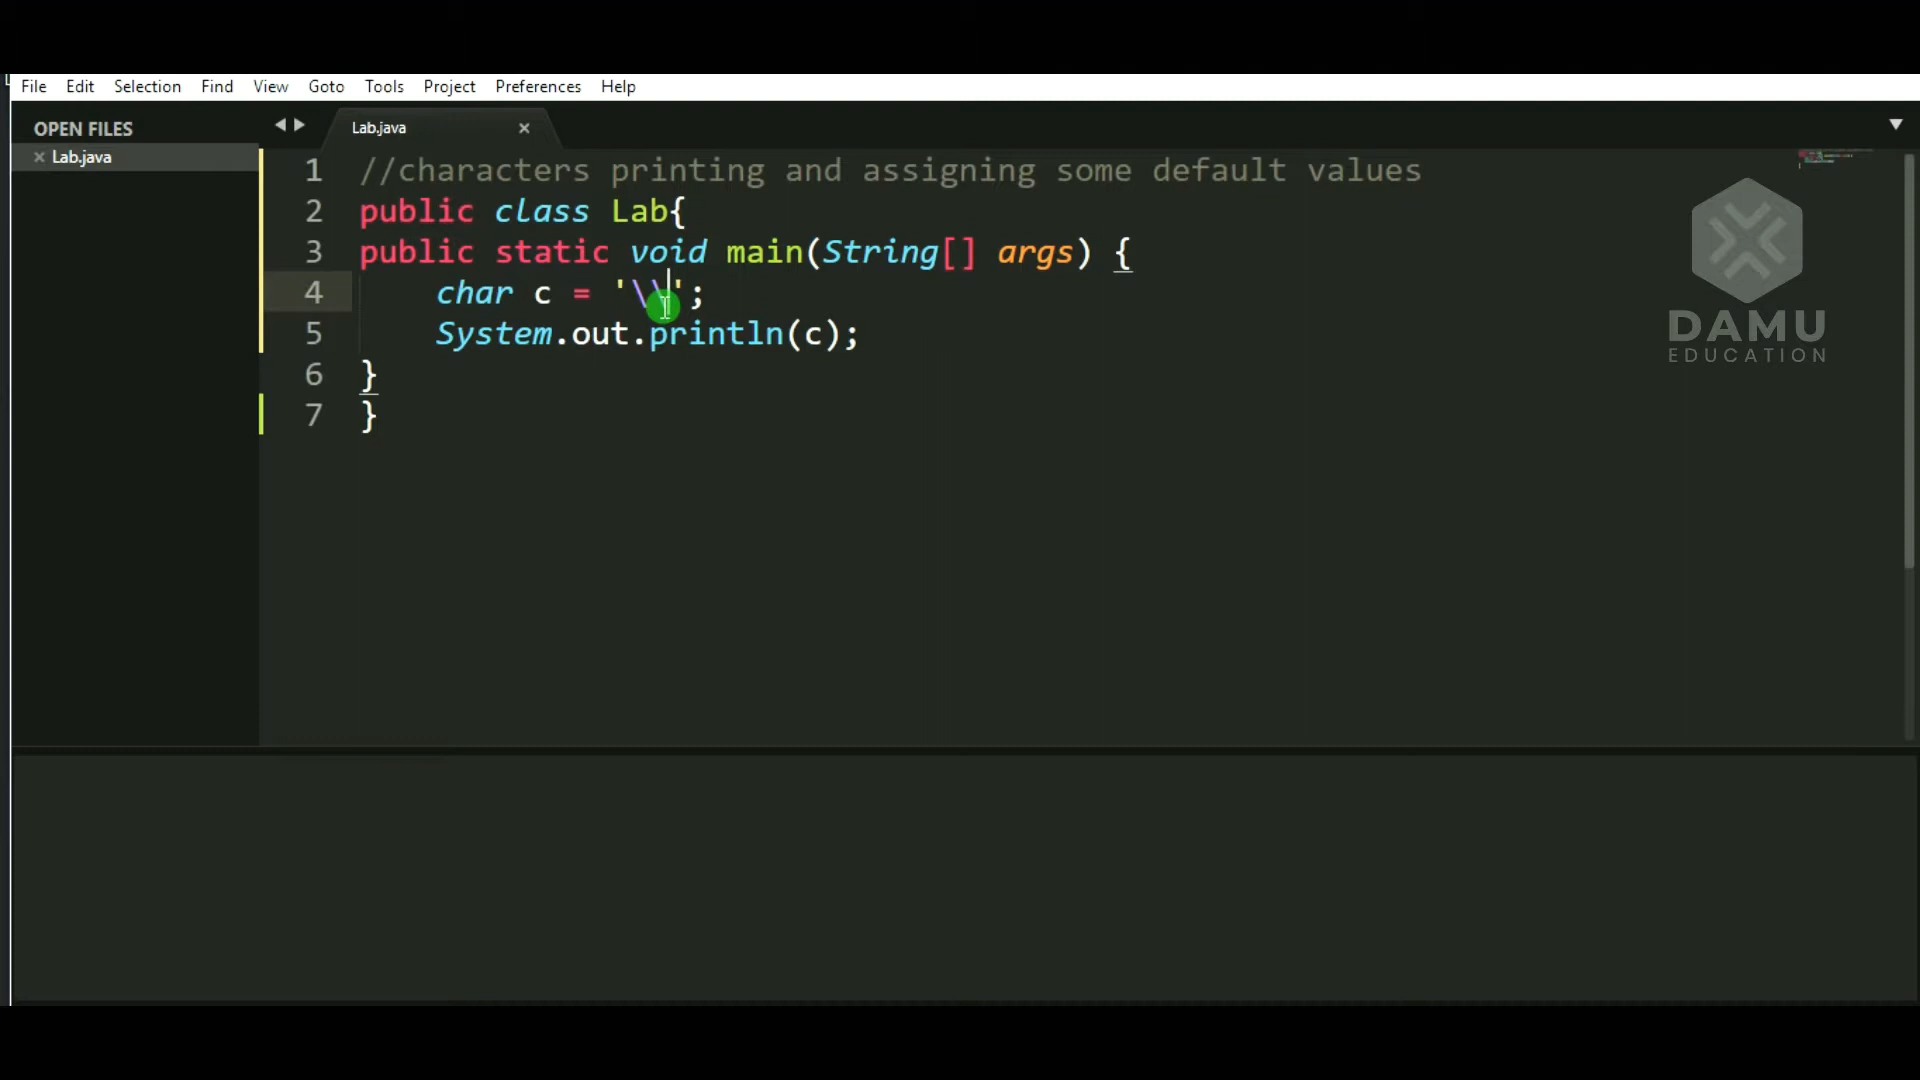 File Edit Selection Find View Goto Tools Project Preferences Help
OPEN FILES
Lab.java
Lab.java
1 //characters printing and assigning some default values
2 public class Lab{
3 public static void main(String[] args) {
4 char c = '\\';
5 System.out.println(c);
6 }
7 }
DAMU
EDUCATION